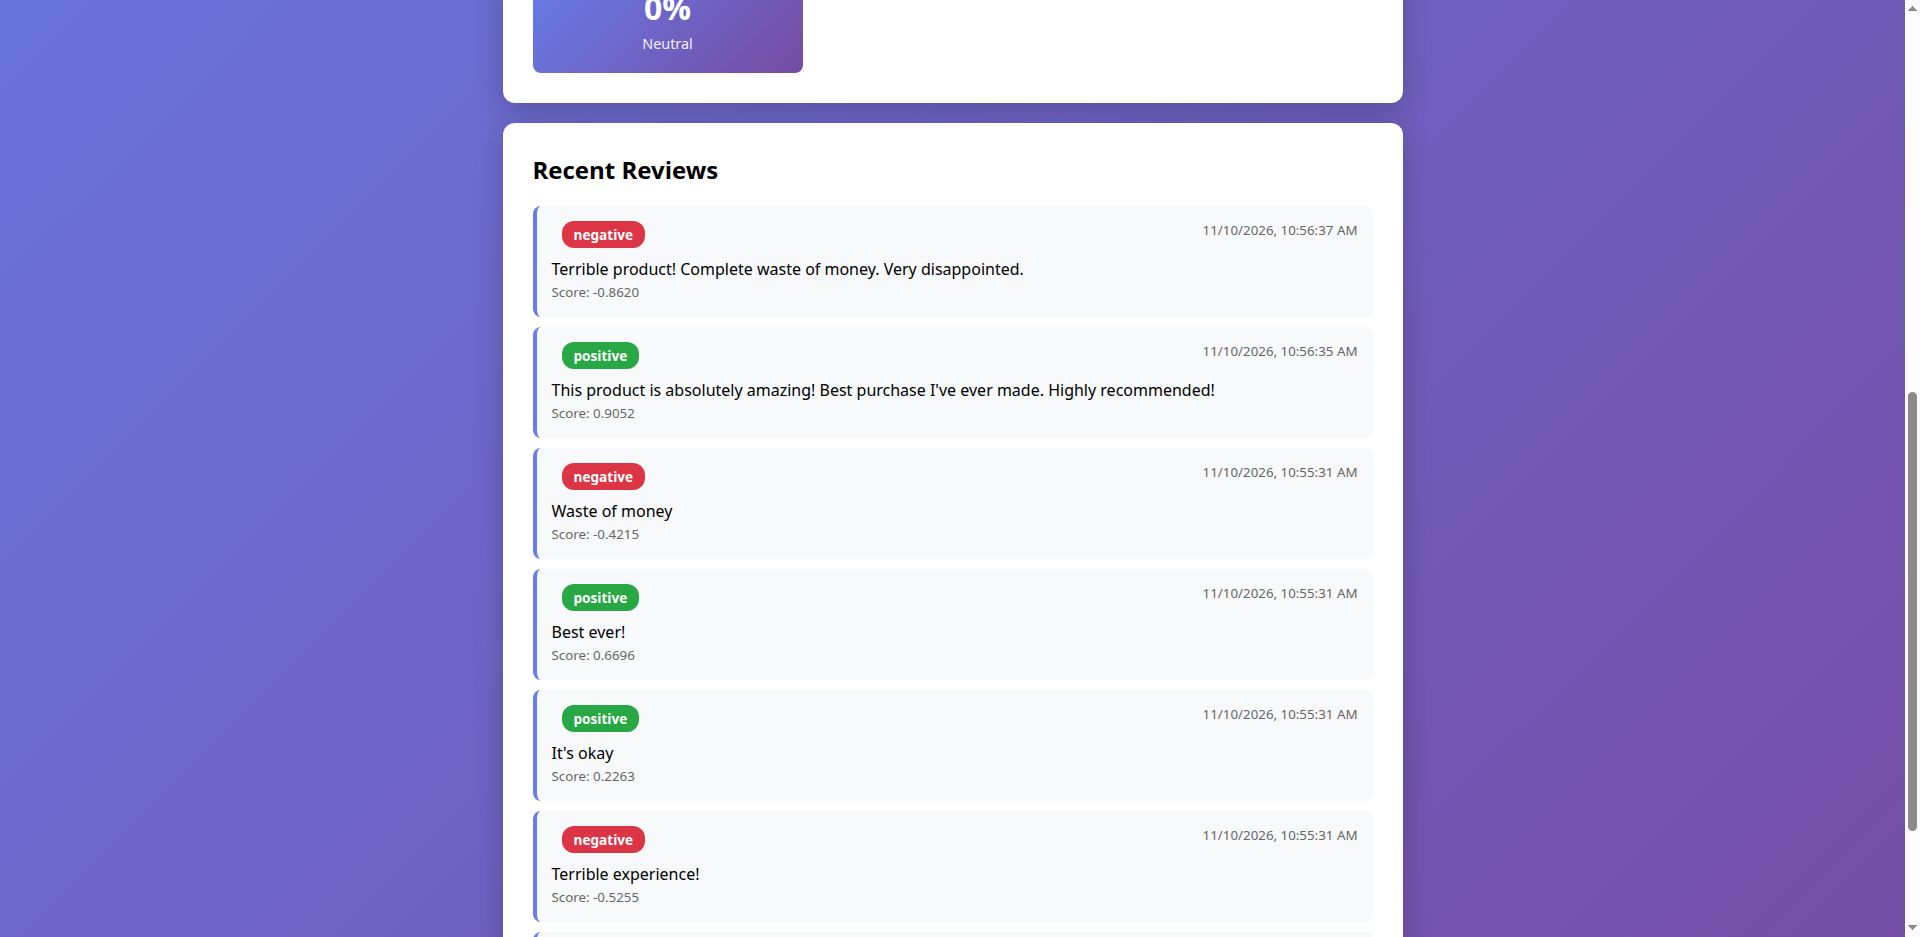 0%
Neutral
Recent Reviews
negative
11/10/2026, 10:56:37 AM
Terrible product! Complete waste of money. Very disappointed.
Score: -0.8620
positive
11/10/2026, 10:56:35 AM
This product is absolutely amazing! Best purchase I've ever made. Highly recommended!
Score: 0.9052
negative
11/10/2026, 10:55:31 AM
Waste of money
Score: -0.4215
positive
11/10/2026, 10:55:31 AM
Best ever!
Score: 0.6696
positive
11/10/2026, 10:55:31 AM
It's okay
Score: 0.2263
negative
11/10/2026, 10:55:31 AM
Terrible experience!
Score: -0.5255